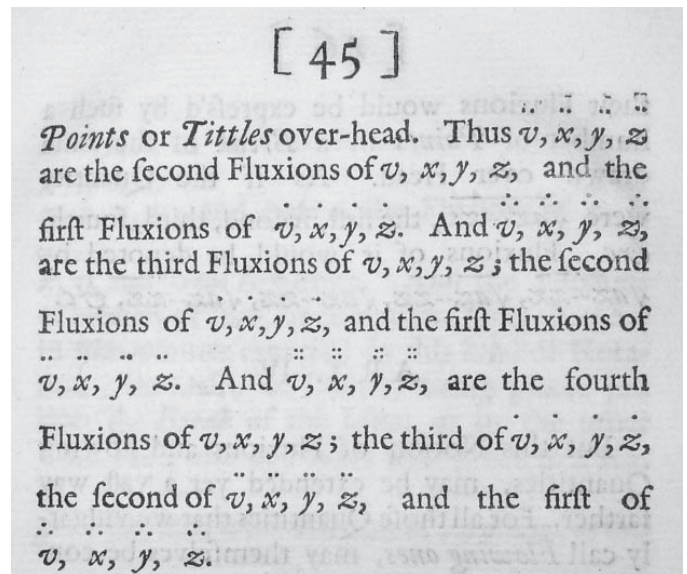 [ 45 ]
Points or Tittles over-head. Thus v̈, ẍ, ÿ, z̈
are the ſecond Fluxions of v, x, y, z, and the
firſt Fluxions of v̇, ẋ, ẏ, ż. And v⃛, x⃛, y⃛, z⃛,
are the third Fluxions of v, x, y, z; the ſecond
Fluxions of v̇, ẋ, ẏ, ż, and the firſt Fluxions of
v̈, ẍ, ÿ, z̈. And v⃜, x⃜, y⃜, z⃜, are the fourth
Fluxions of v, x, y, z; the third of v̇, ẋ, ẏ, ż,
the ſecond of v̈, ẍ, ÿ, z̈, and the firſt of
v⃛, x⃛, y⃛, z⃛.